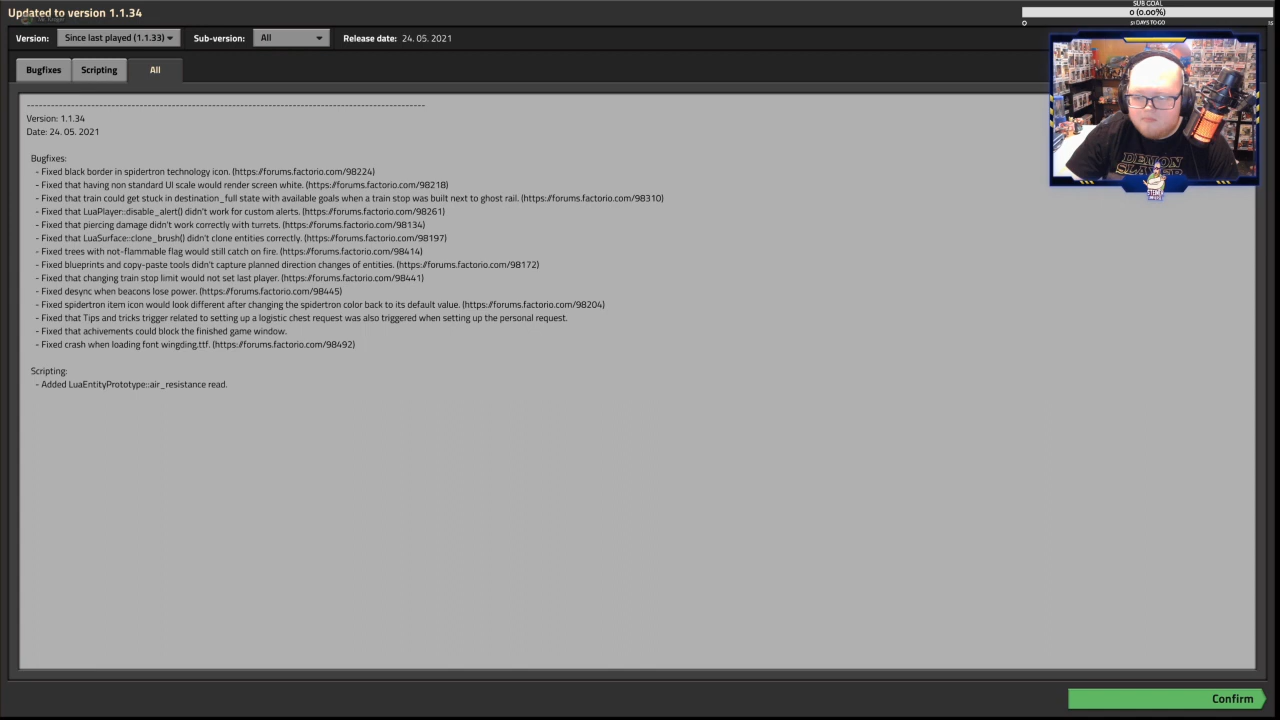 Updated to version 1.1.34
SUB GOAL
0 (0.00%)
Version: Since last played (1.1.33) Sub-version: All Release date: 24. 05. 2021
Bugfixes Scripting All
----------------------------------------------------------------------------------------------------
Version: 1.1.34
Date: 24. 05. 2021
Bugfixes:
- Fixed black border in spidertron technology icon. (https://forums.factorio.com/98224)
- Fixed that having non standard UI scale would render screen white. (https://forums.factorio.com/98218)
- Fixed that train could get stuck in destination_full state with available goals when a train stop was built next to ghost rail. (https://forums.factorio.com/98310)
- Fixed that LuaPlayer::disable_alert() didn't work for custom alerts. (https://forums.factorio.com/98261)
- Fixed that piercing damage didn't work correctly with turrets. (https://forums.factorio.com/98134)
- Fixed that LuaSurface::clone_brush() didn't clone entities correctly. (https://forums.factorio.com/98197)
- Fixed trees with not-flammable flag would still catch on fire. (https://forums.factorio.com/98414)
- Fixed blueprints and copy-paste tools didn't capture planned direction changes of entities. (https://forums.factorio.com/98172)
- Fixed that changing train stop limit would not set last player. (https://forums.factorio.com/98441)
- Fixed desync when beacons lose power. (https://forums.factorio.com/98445)
- Fixed spidertron item icon would look different after changing the spidertron color back to its default value. (https://forums.factorio.com/98204)
- Fixed that Tips and tricks trigger related to setting up a logistic chest request was also triggered when setting up the personal request.
- Fixed that achivements could block the finished game window.
- Fixed crash when loading font wingding.ttf. (https://forums.factorio.com/98492)
Scripting:
- Added LuaEntityPrototype::air_resistance read.
DEMON
SLAYER
Confirm